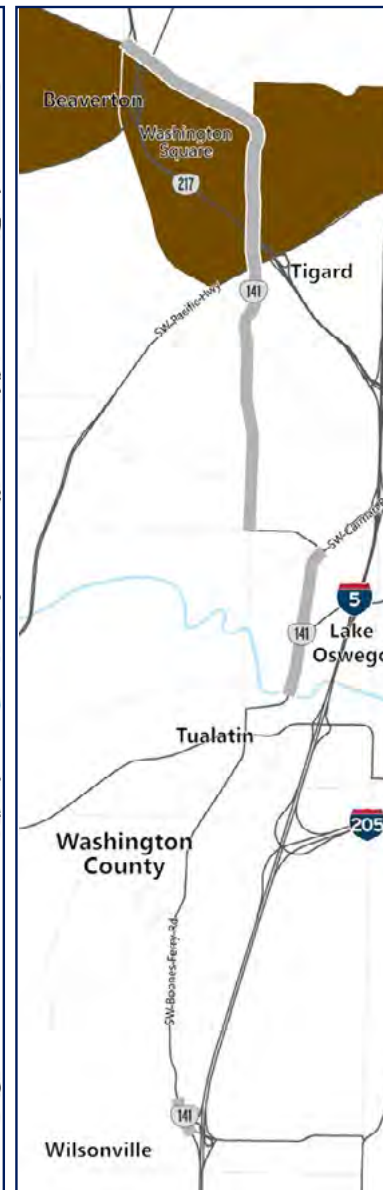 Beaverton
Washington
Square
217
Tigard
141
SW Pacific Hwy
5
141
Lake
Oswego
Tualatin
205
Washington
County
SW Boones Ferry Rd
141
Wilsonville